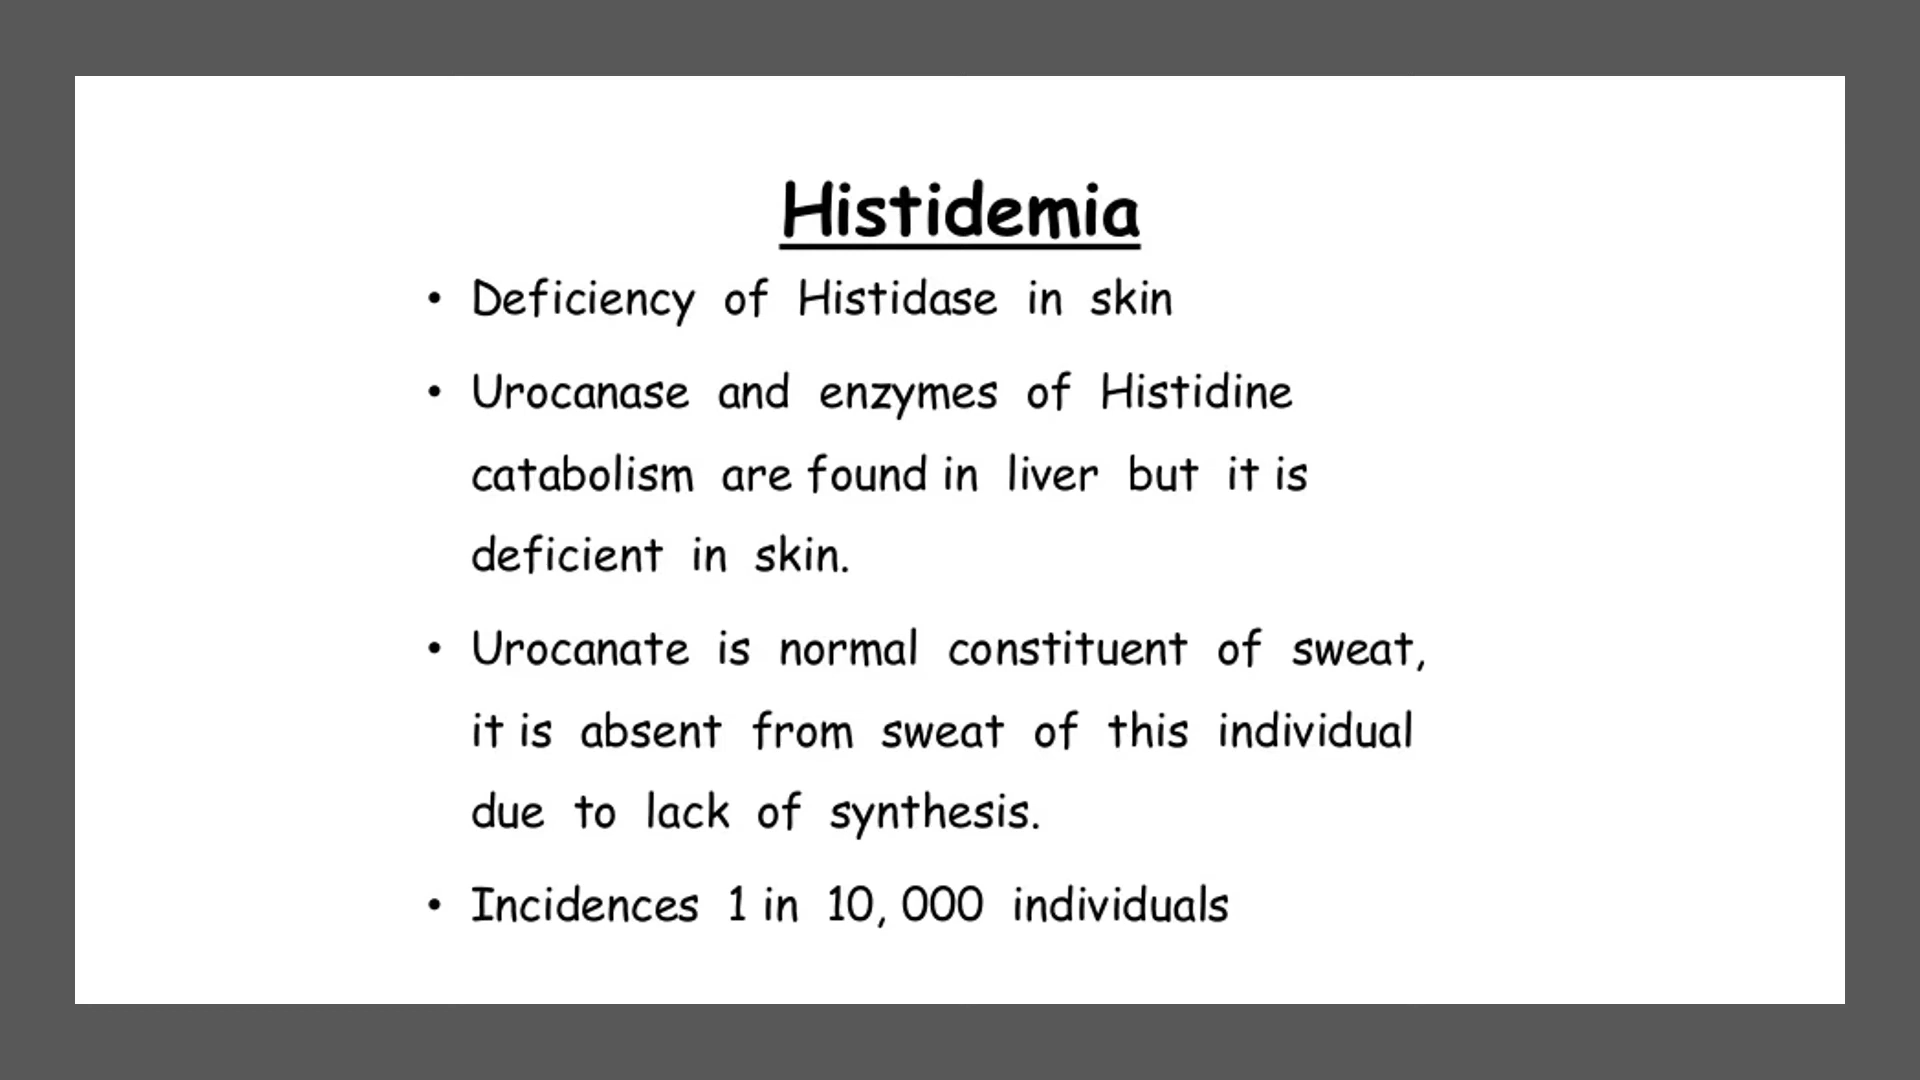 Histidemia
• Deficiency of Histidase in skin
• Urocanase and enzymes of Histidine
catabolism are found in liver but it is
deficient in skin.
• Urocanate is normal constituent of sweat,
it is absent from sweat of this individual
due to lack of synthesis.
• Incidences 1 in 10, 000 individuals